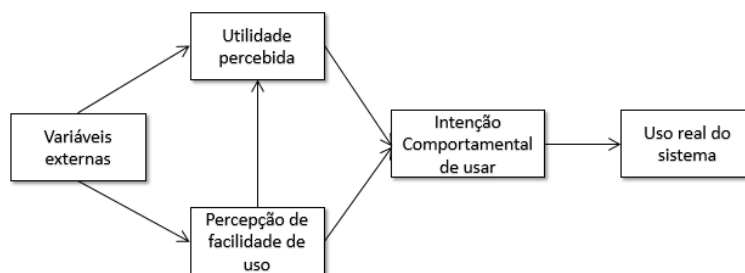 Utilidade
percebida
Variáveis
externas
Intenção
Comportamental
de usar
Uso real do
sistema
Percepção de
facilidade de
uso